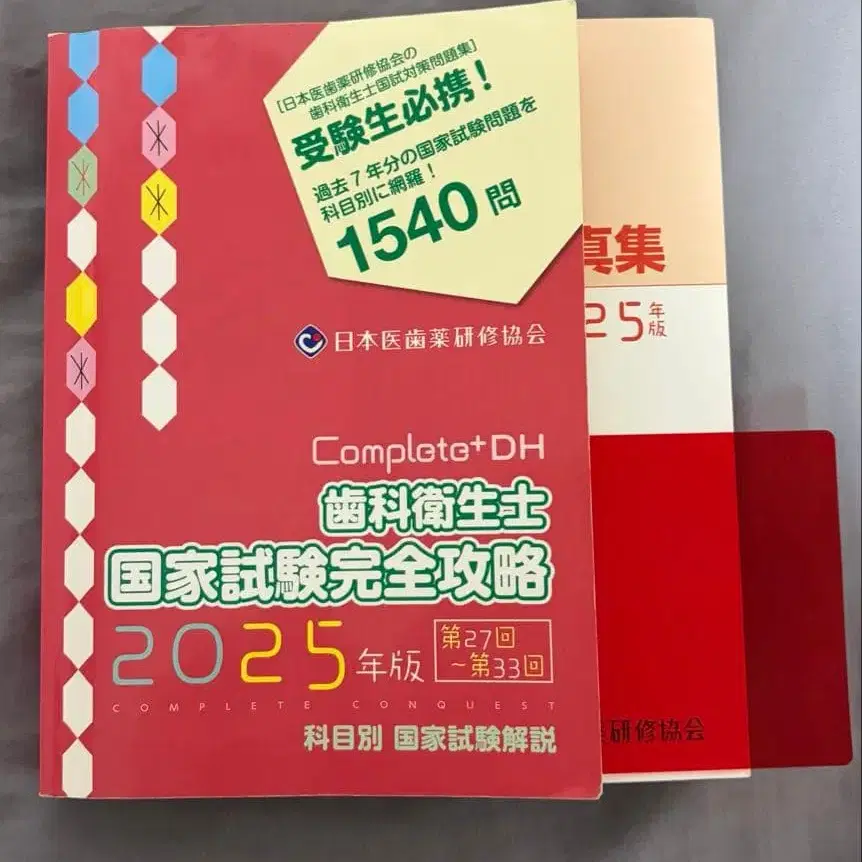 [日本医歯薬研修協会の
歯科衛生士国試対策問題集]
受験生必携！
過去7年分の国家試験問題を
科目別に網羅！
1540問
日本医歯薬研修協会
Complete+DH
歯科衛生士
国家試験完全攻略
2025年版
第27回
～第33回
COMPLETE CONQUEST
科目別 国家試験解説
真集
25年版
研修協会